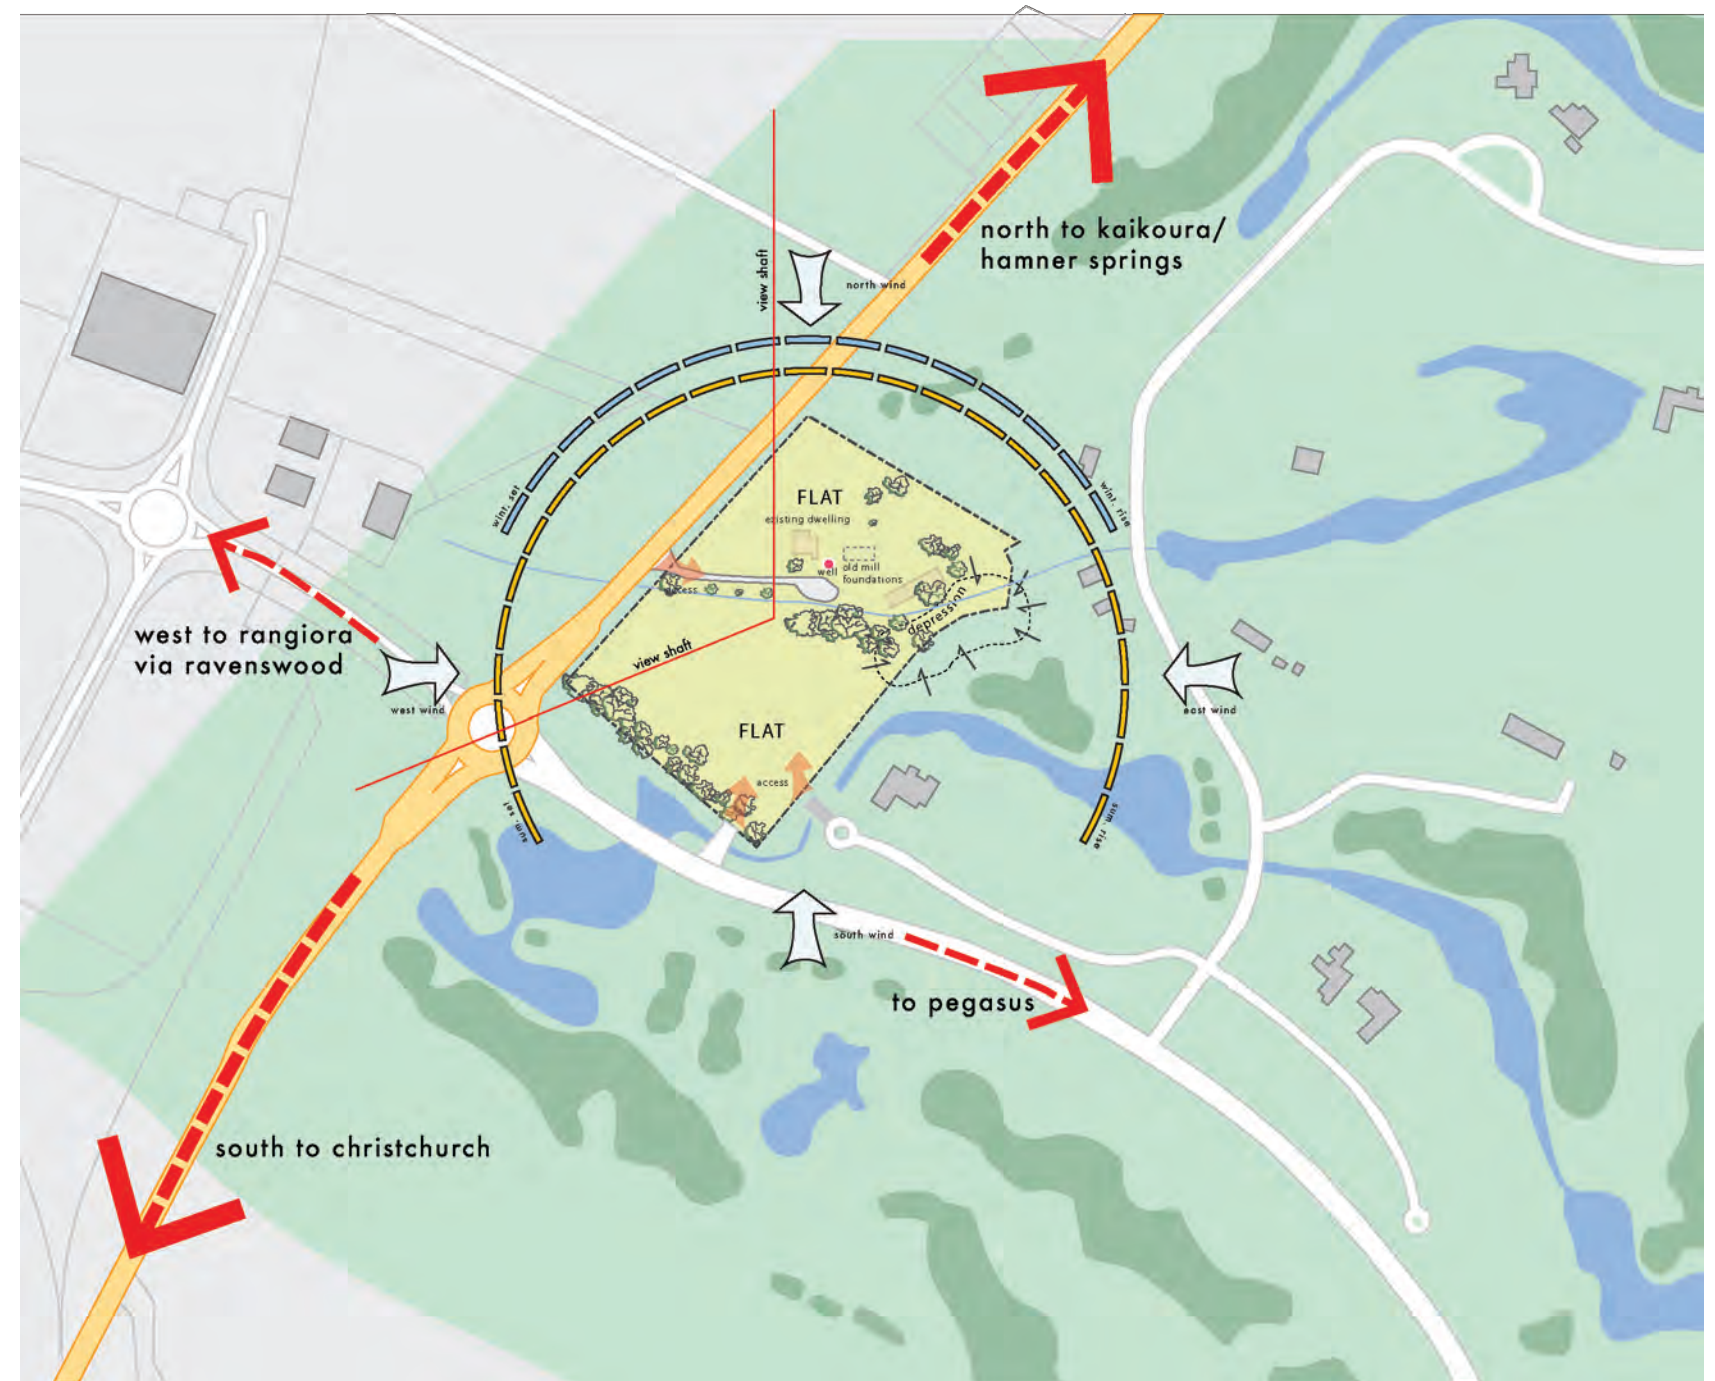 north to kaikoura/
hamner springs
view shaft
north wind
wint. set
wint. rise
FLAT
existing dwelling
well
old mill
foundations
access
depression
west to rangiora
via ravenswood
view shaft
west wind
east wind
FLAT
access
sum. set
sum. rise
south wind
to pegasus
south to christchurch